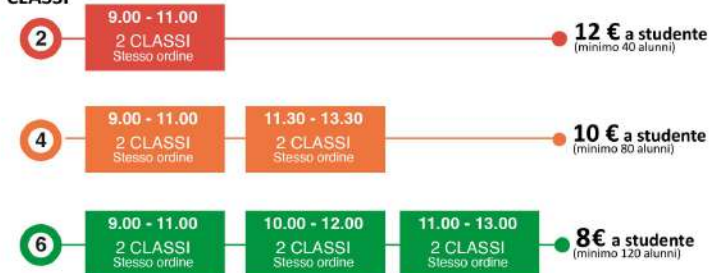 CLASSI
2
9.00 - 11.00
2 CLASSI
Stesso ordine
12 € a studente
(minimo 40 alunni)
4
9.00 - 11.00
2 CLASSI
Stesso ordine
11.30 - 13.30
2 CLASSI
Stesso ordine
10 € a studente
(minimo 80 alunni)
6
9.00 - 11.00
2 CLASSI
Stesso ordine
10.00 - 12.00
2 CLASSI
Stesso ordine
11.00 - 13.00
2 CLASSI
Stesso ordine
8€ a studente
(minimo 120 alunni)